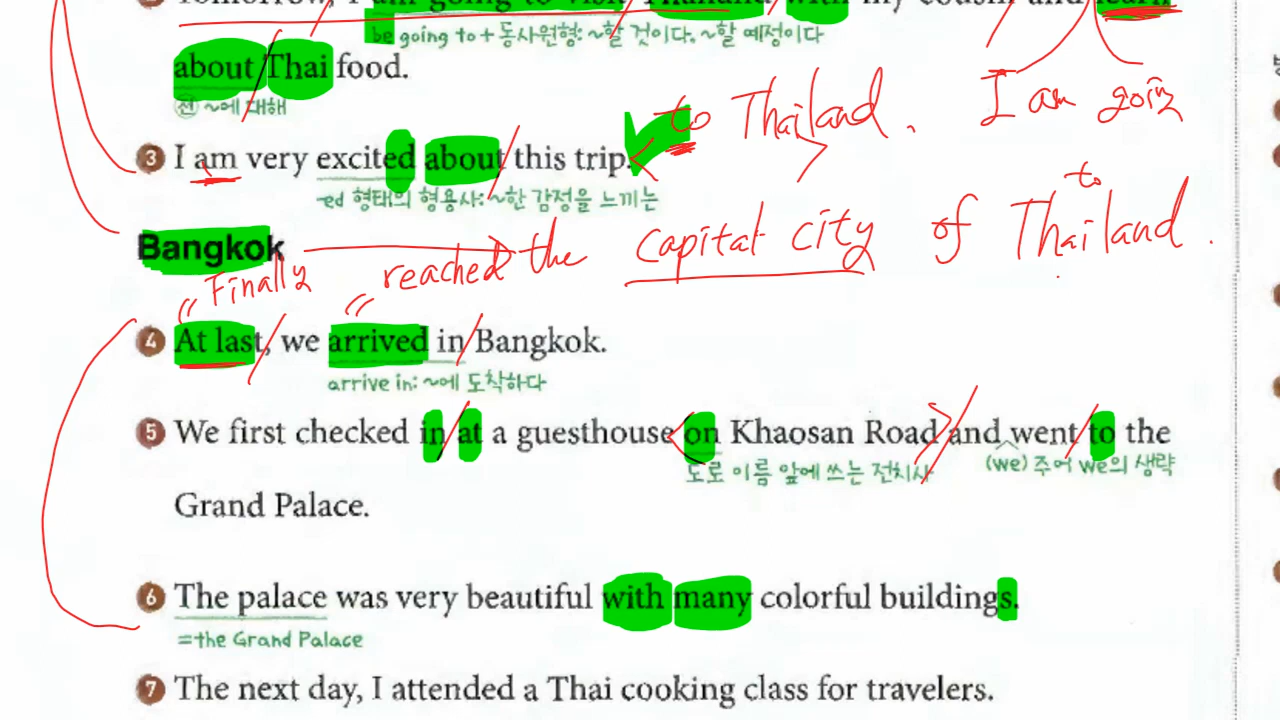 Tomorrow, I am going to visit Thailand with my cousin and learn
be going to + 동사원형: ~할 것이다, ~할 예정이다
about Thai food.
전 ~에 대해
to Thailand. I am going
3 I am very excited about this trip.
-ed 형태의 형용사: ~한 감정을 느끼는
to
Bangkok the capital city of Thailand.
Finally reached
4 At last, we arrived in Bangkok.
arrive in: ~에 도착하다
5 We first checked in at a guesthouse on Khaosan Road and went to the
도로 이름 앞에 쓰는 전치사 (we) 주어 we의 생략
Grand Palace.
6 The palace was very beautiful with many colorful buildings.
=the Grand Palace
7 The next day, I attended a Thai cooking class for travelers.